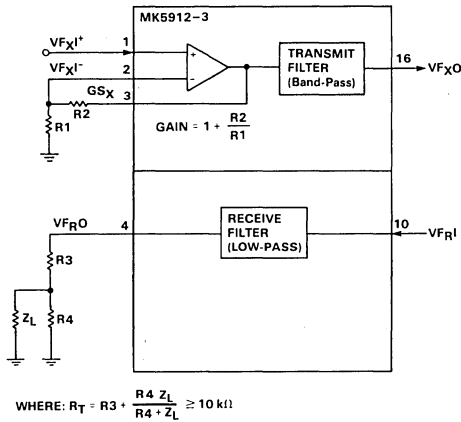 MK5912-3
VFXI+ 1
+
TRANSMIT
FILTER
(Band-Pass)
16 VFXO
VFXI- 2
-
GSX 3
R2
R1
GAIN = 1 + R2/R1
VFRO 4
RECEIVE
FILTER
(LOW-PASS)
10 VFRI
R3
ZL R4
WHERE: RT = R3 + R4 ZL / R4 + ZL ≥ 10 kΩ